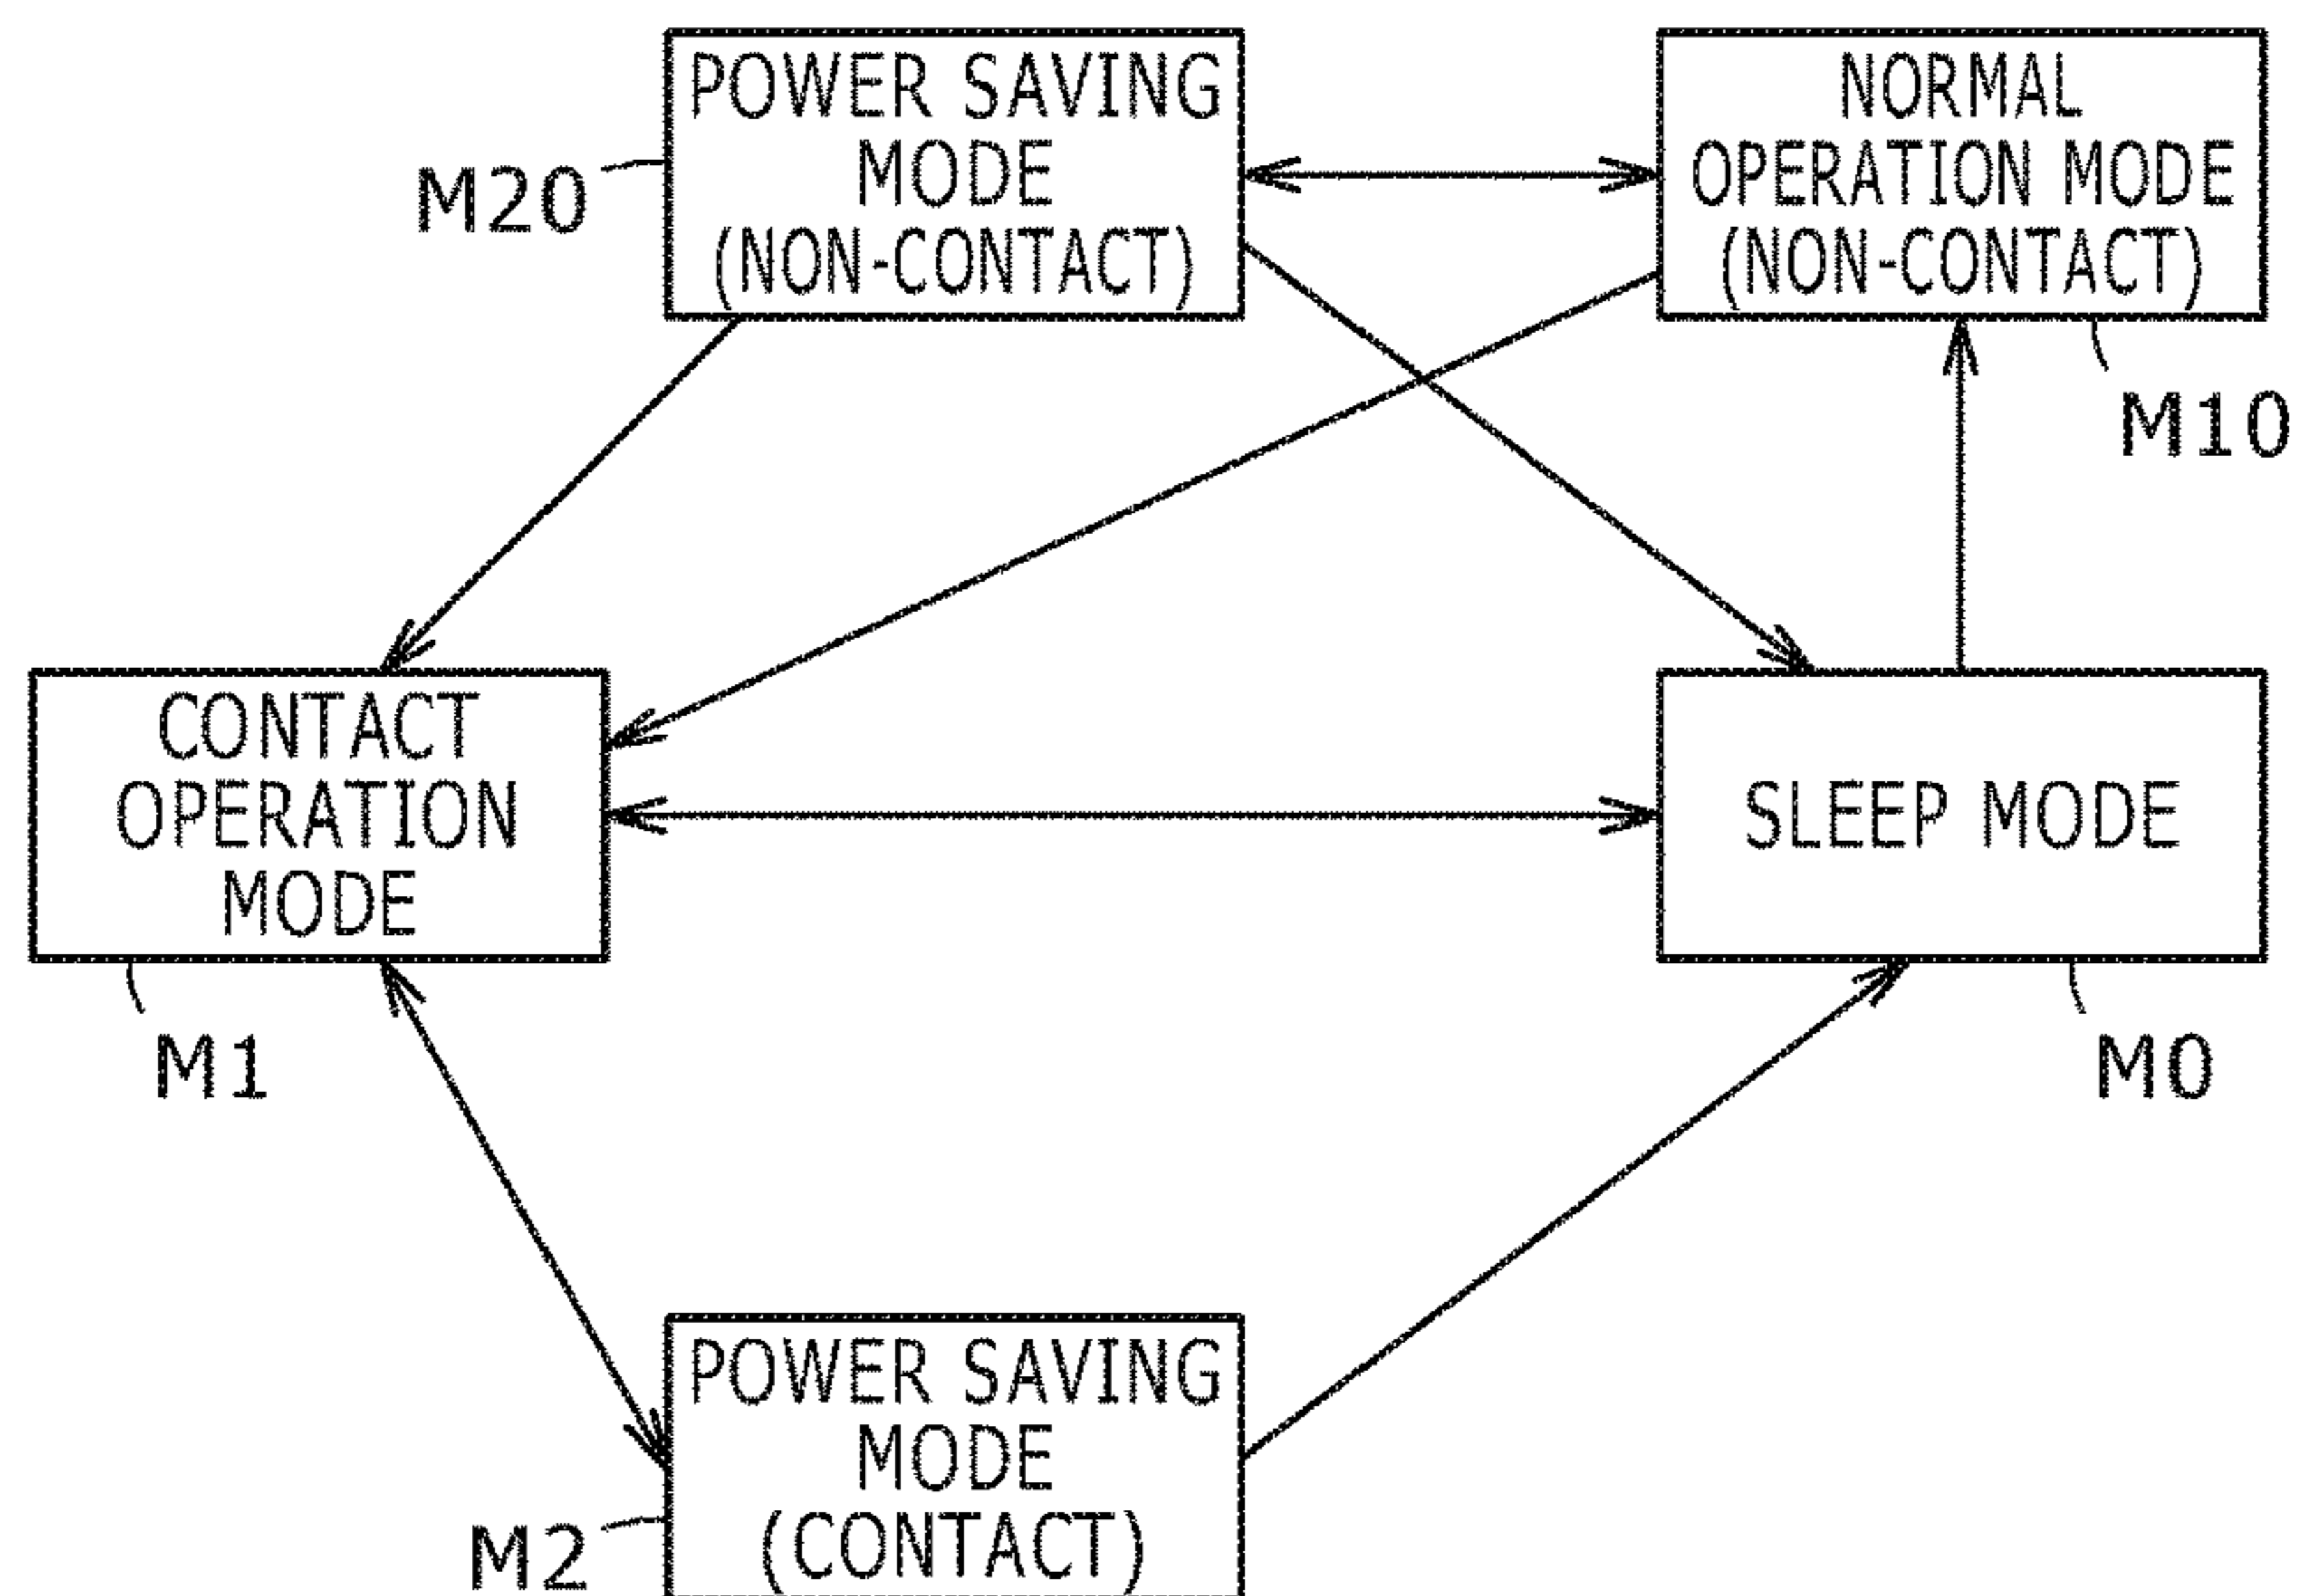 POWER SAVING
MODE
(NON-CONTACT)
M20
NORMAL
OPERATION MODE
(NON-CONTACT)
M10
CONTACT
OPERATION
MODE
M1
SLEEP MODE
M0
POWER SAVING
MODE
(CONTACT)
M2